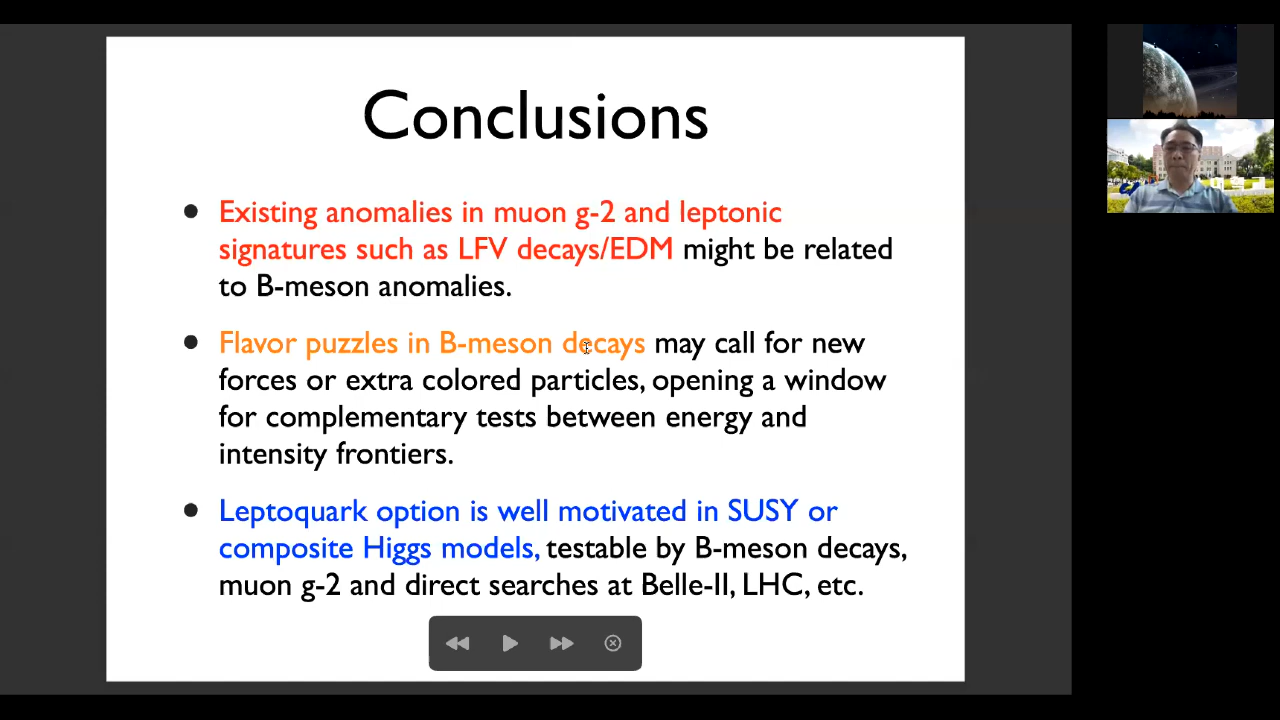 Conclusions
Existing anomalies in muon g-2 and leptonic
signatures such as LFV decays/EDM might be related
to B-meson anomalies.
Flavor puzzles in B-meson decays may call for new
forces or extra colored particles, opening a window
for complementary tests between energy and
intensity frontiers.
Leptoquark option is well motivated in SUSY or
composite Higgs models, testable by B-meson decays,
muon g-2 and direct searches at Belle-II, LHC, etc.